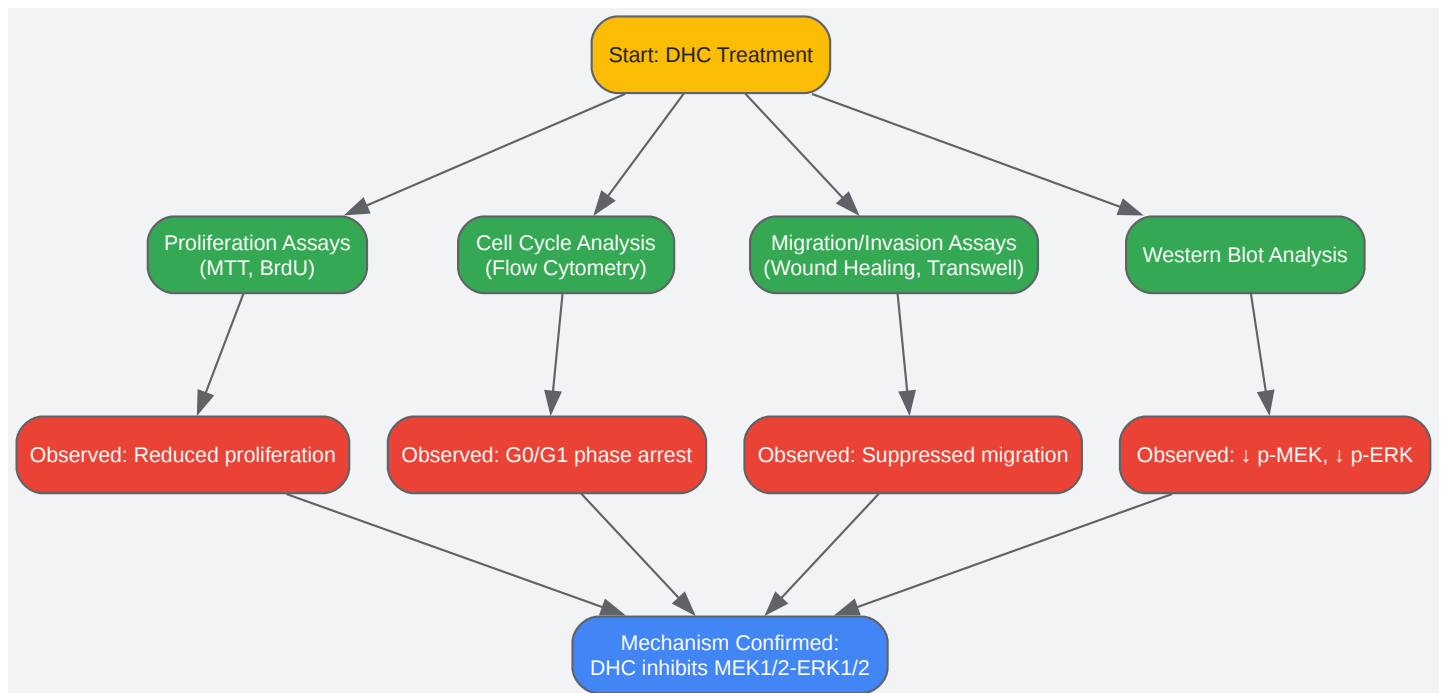 Start: DHC Treatment
Proliferation Assays
(MTT, BrdU)
Cell Cycle Analysis
(Flow Cytometry)
Migration/Invasion Assays
(Wound Healing, Transwell)
Western Blot Analysis
Observed: Reduced proliferation
Observed: G0/G1 phase arrest
Observed: Suppressed migration
Observed: ↓ p-MEK, ↓ p-ERK
Mechanism Confirmed:
DHC inhibits MEK1/2-ERK1/2